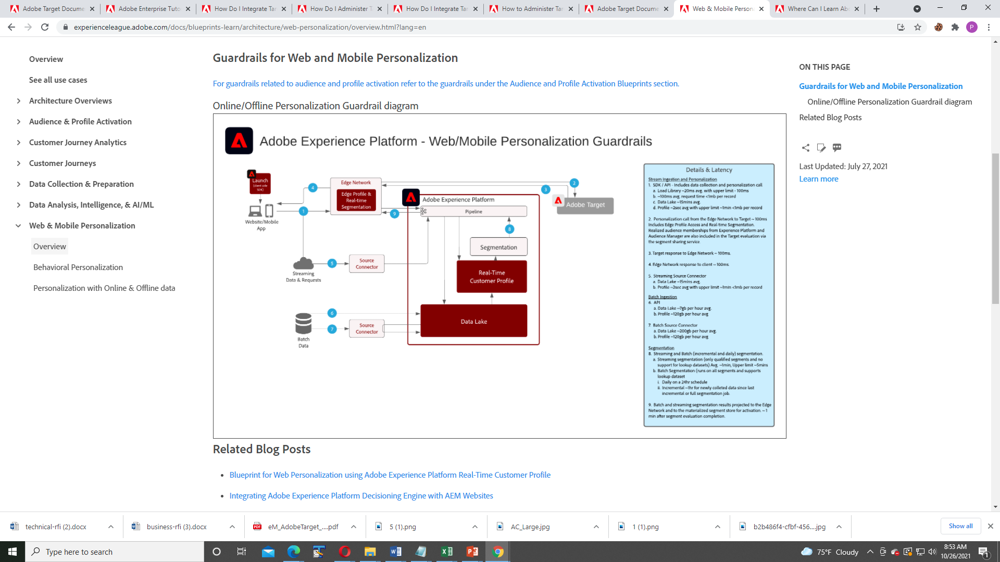 Adobe Target Docume
Adobe Enterprise Tuto
How Do I Integrate Tar
How Do I Administer T
How Do I Integrate Tar
How to Administer Tar
Adobe Target Docume
Web & Mobile Person
Where Can I Learn Abo
experienceleague.adobe.com/docs/blueprints-learn/architecture/web-personalization/overview.html?lang=en
P
Overview
See all use cases
Architecture Overviews
Audience & Profile Activation
Customer Journey Analytics
Customer Journeys
Data Collection & Preparation
Data Analysis, Intelligence, & AI/ML
Web & Mobile Personalization
Overview
Behavioral Personalization
Personalization with Online & Offline data
Guardrails for Web and Mobile Personalization
For guardrails related to audience and profile activation refer to the guardrails under the Audience and Profile Activation Blueprints section.
Online/Offline Personalization Guardrail diagram
Adobe Experience Platform - Web/Mobile Personalization Guardrails
Launch
(client side
SDK)
Website/Mobile
App
4
1
Edge Network
Edge Profile &
Real-time
Segmentation
9
Adobe Experience Platform
Pipeline
8
Segmentation
Real-Time
Customer Profile
Data Lake
2
3
Adobe Target
Streaming
Data & Requests
5
Source
Connector
Batch
Data
6
7
Source
Connector
Details & Latency
Stream Ingestion and Personalization
1. SDK / API - Includes data collection and personalization call
a. Load Library ~20ms avg. with upper limit - 100ms
b. ~100ms avg. request time <1mb per record
c. Data Lake ~15mins avg.
d. Profile ~2sec avg with upper limit ~1min <1mb per record
2. Personalization call from the Edge Network to Target ~ 100ms
Includes Edge Profile Access and Real-time Segmentation.
Realized audience memberships from Experience Platform and
Audience Manager are also included in the Target evaluation via
the segment sharing service.
3. Target response to Edge Network ~ 100ms.
4. Edge Network response to client ~ 100ms.
5. Streaming Source Connector
a. Data Lake ~15mins avg.
b. Profile ~2sec avg with upper limit ~1min <1mb per record
Batch Ingestion
6. API
a. Data Lake ~7gb per hour avg.
b. Profile ~120gb per hour avg
7. Batch Source Connector
a. Data Lake ~200gb per hour avg.
b. Profile ~120gb per hour avg
Segmentation
8. Streaming and Batch (incremental and daily) segmentation.
a. Streaming segmentation (only qualified segments and no
support for lookup datasets) Avg. ~1min, Upper limit ~5mins
b. Batch Segmentation (runs on all segments and supports
lookup dataset
i. Daily on a 24hr schedule
ii. Incremental ~1hr for newly colleted data since last
incremental or full segmentation job.
9. Batch and streaming segmentation results projected to the Edge
Network and to the materialized segment store for activation. ~ 1
min after segment evaluation completion.
Related Blog Posts
Blueprint for Web Personalization using Adobe Experience Platform Real-Time Customer Profile
Integrating Adobe Experience Platform Decisioning Engine with AEM Websites
ON THIS PAGE
Guardrails for Web and Mobile Personalization
Online/Offline Personalization Guardrail diagram
Related Blog Posts
Last Updated: July 27, 2021
Learn more
technical-rfi (2).docx
business-rfi (3).docx
eM_AdobeTarget_....pdf
5 (1).png
AC_Large.jpg
1 (1).png
b2b486f4-cfbf-456....jpg
Show all
Type here to search
75°F Cloudy
8:53 AM
10/26/2021
1